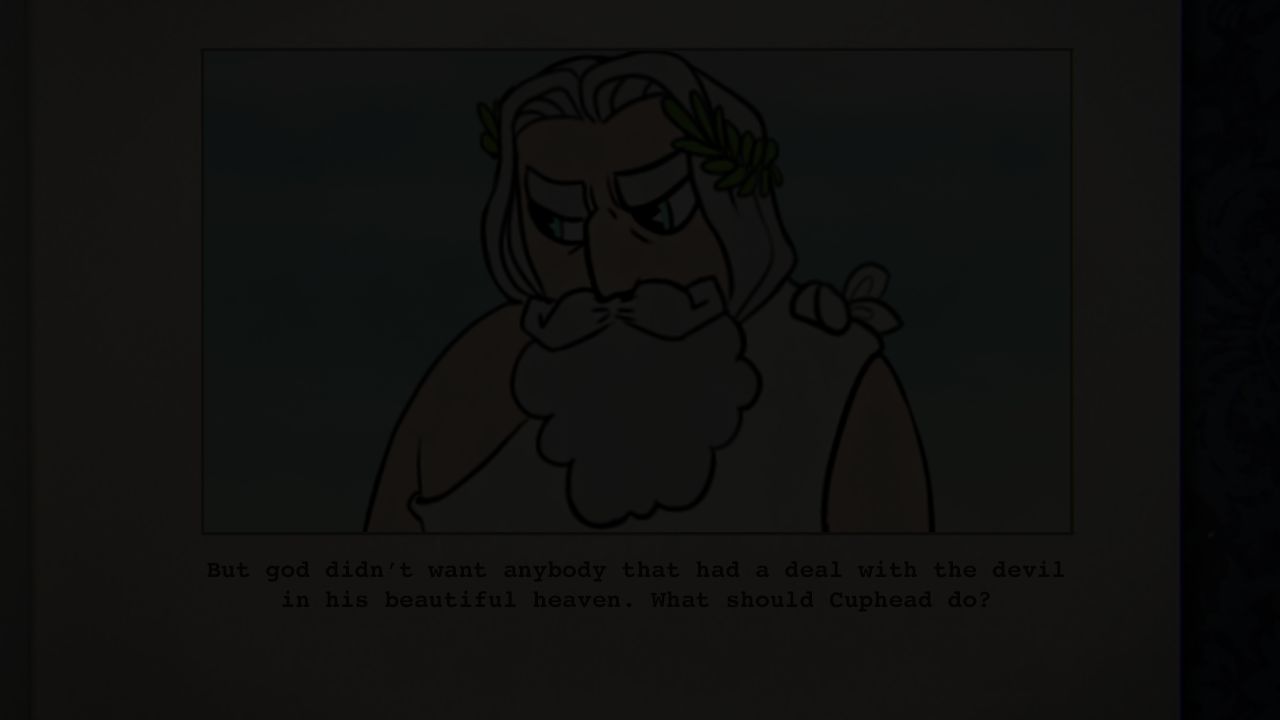 But god didn’t want anybody that had a deal with the devil
in his beautiful heaven. What should Cuphead do?